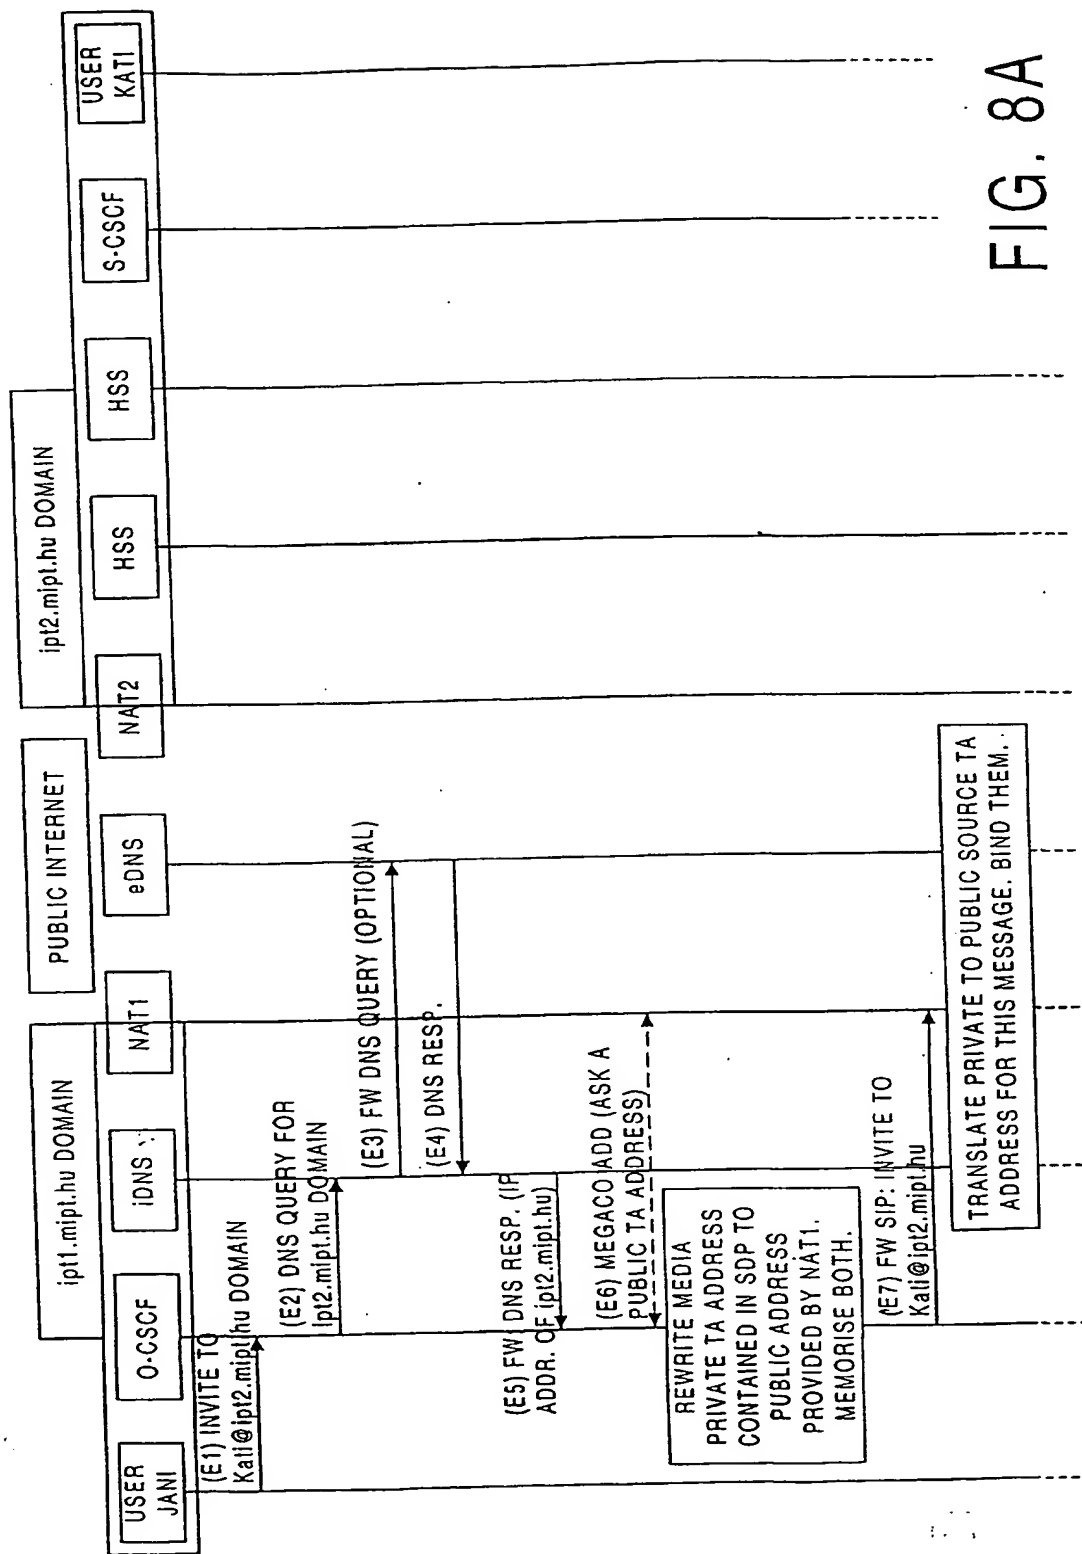 ipt1.mipt.hu DOMAIN
PUBLIC INTERNET
ipt2.mipt.hu DOMAIN
USER
JANI
O-CSCF
iDNS
NAT1
eDNS
NAT2
HSS
HSS
S-CSCF
USER
KATI
(E1) INVITE TO
Kati@ipt2.mipt.hu DOMAIN
(E2) DNS QUERY FOR
ipt2.mipt.hu DOMAIN
(E3) FW DNS QUERY (OPTIONAL)
(E4) DNS RESP.
(E5) FW: DNS RESP. (IP
ADDR. OF ipt2.mipt.hu)
(E6) MEGACO ADD (ASK A
PUBLIC TA ADDRESS)
REWRITE MEDIA
PRIVATE TA ADDRESS
CONTAINED IN SDP TO
PUBLIC ADDRESS
PROVIDED BY NAT1.
MEMORISE BOTH.
(E7) FW SIP: INVITE TO
Kati@ipt2.mipt.hu
TRANSLATE PRIVATE TO PUBLIC SOURCE TA
ADDRESS FOR THIS MESSAGE. BIND THEM.
FIG. 8A